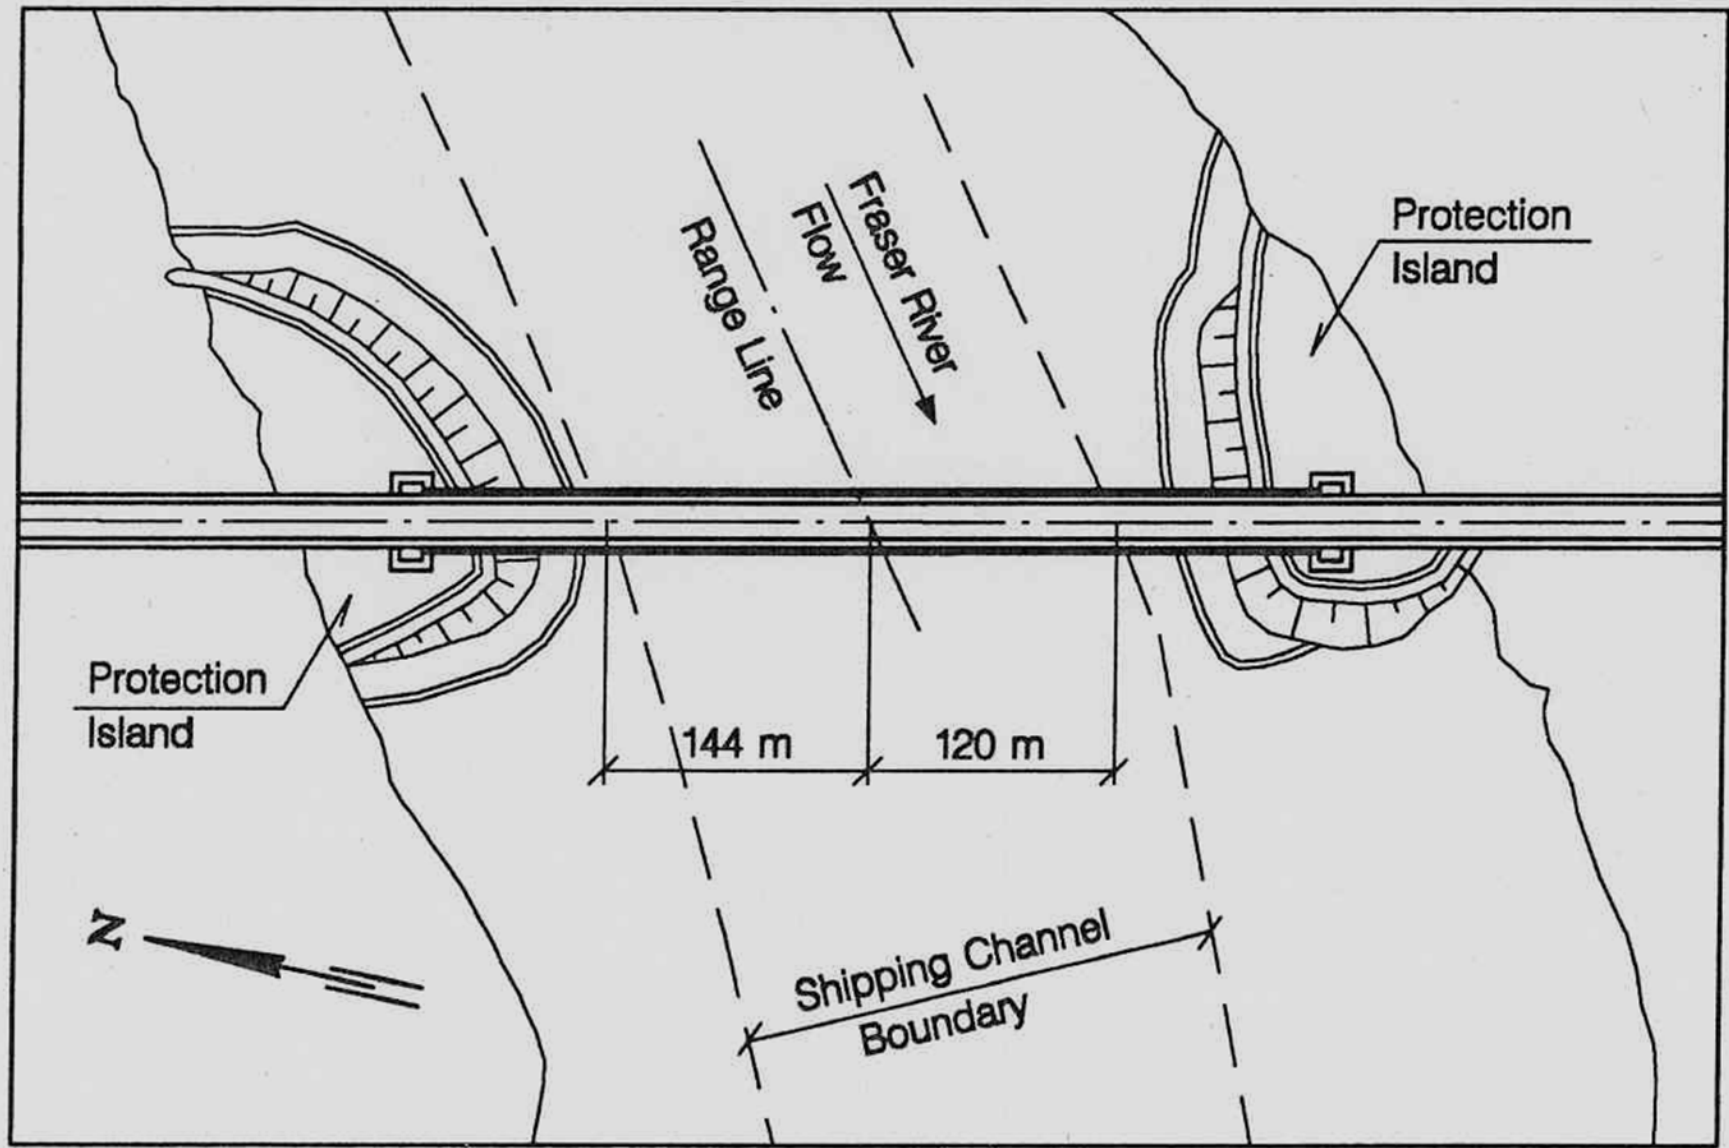 Fraser River
Flow
Range Line
Protection
Island
Protection
Island
144 m
120 m
N
Shipping Channel
Boundary